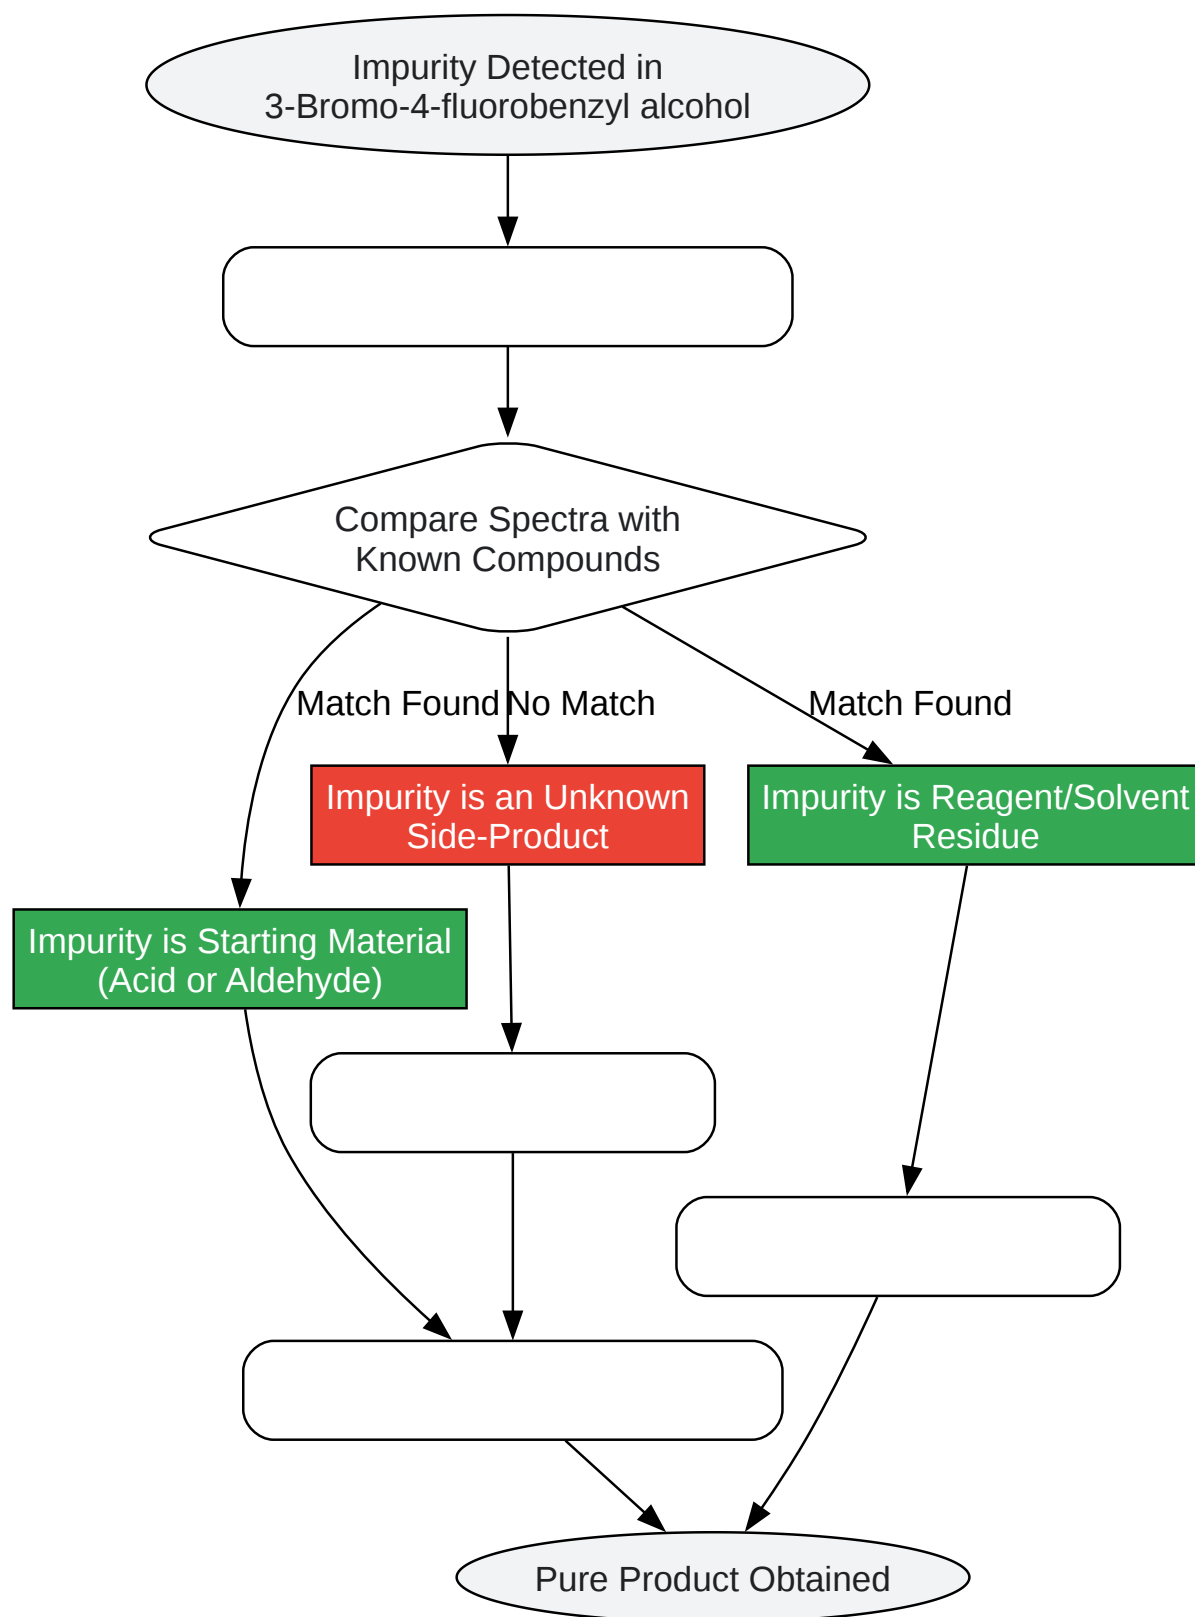 Impurity Detected in
3-Bromo-4-fluorobenzyl alcohol
Compare Spectra with
Known Compounds
Match Found
No Match
Match Found
Impurity is an Unknown
Side-Product
Impurity is Reagent/Solvent
Residue
Impurity is Starting Material
(Acid or Aldehyde)
Pure Product Obtained